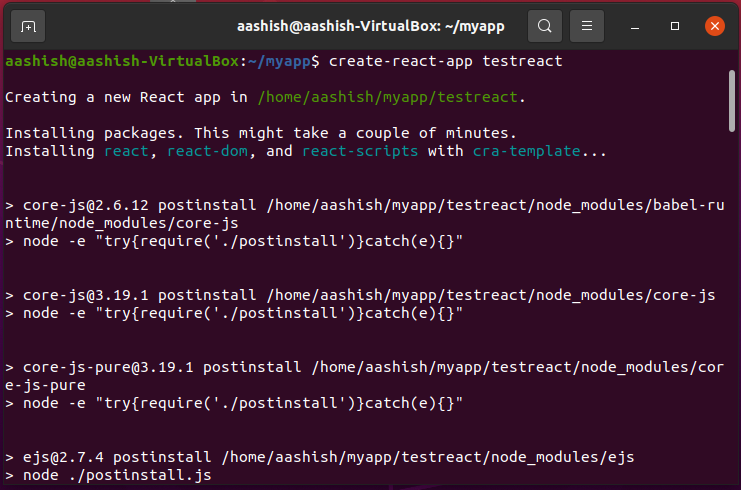 aashish@aashish-VirtualBox: ~/myapp
aashish@aashish-VirtualBox:~/myapp$ create-react-app testreact
Creating a new React app in /home/aashish/myapp/testreact.
Installing packages. This might take a couple of minutes.
Installing react, react-dom, and react-scripts with cra-template...
> core-js@2.6.12 postinstall /home/aashish/myapp/testreact/node_modules/babel-ru
ntime/node_modules/core-js
> node -e "try{require('./postinstall')}catch(e){}"
> core-js@3.19.1 postinstall /home/aashish/myapp/testreact/node_modules/core-js
> node -e "try{require('./postinstall')}catch(e){}"
> core-js-pure@3.19.1 postinstall /home/aashish/myapp/testreact/node_modules/cor
e-js-pure
> node -e "try{require('./postinstall')}catch(e){}"
> ejs@2.7.4 postinstall /home/aashish/myapp/testreact/node_modules/ejs
> node ./postinstall.js